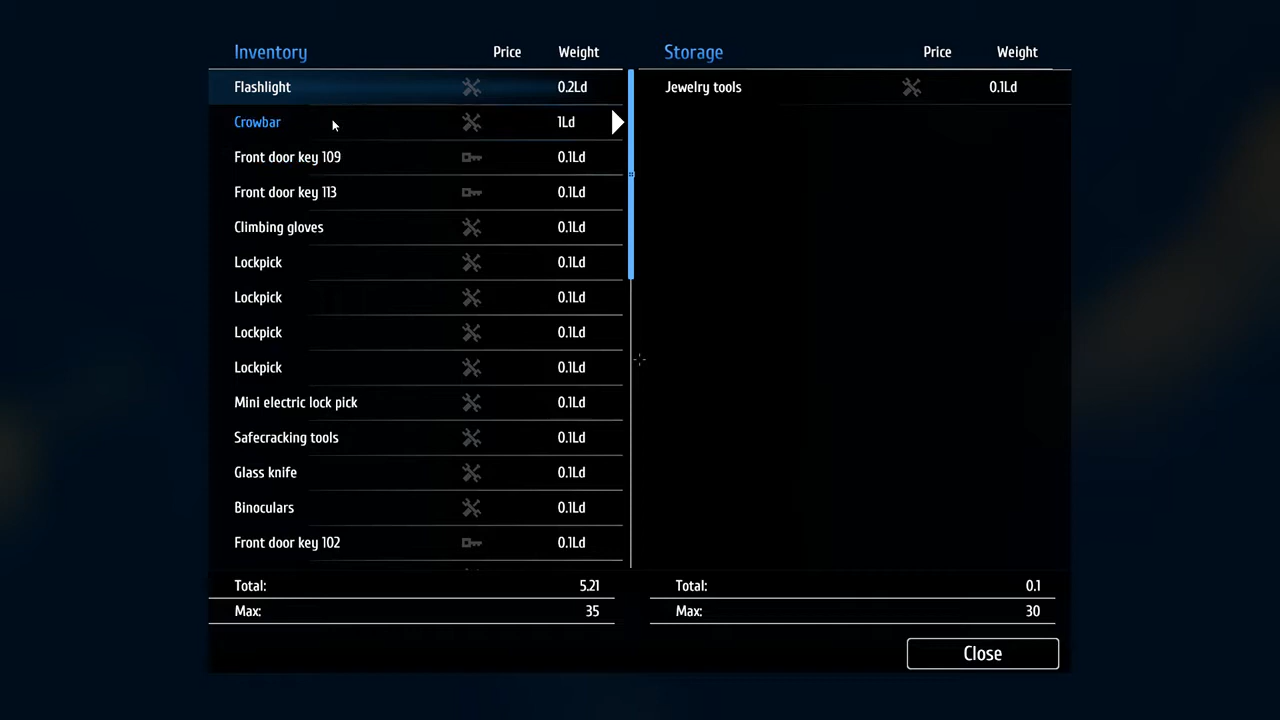 Inventory Price Weight
Flashlight 0.2Ld
Crowbar 1Ld
Front door key 109 0.1Ld
Front door key 113 0.1Ld
Climbing gloves 0.1Ld
Lockpick 0.1Ld
Lockpick 0.1Ld
Lockpick 0.1Ld
Lockpick 0.1Ld
Mini electric lock pick 0.1Ld
Safecracking tools 0.1Ld
Glass knife 0.1Ld
Binoculars 0.1Ld
Front door key 102 0.1Ld
Total: 5.21
Max: 35
Storage Price Weight
Jewelry tools 0.1Ld
Total: 0.1
Max: 30
Close